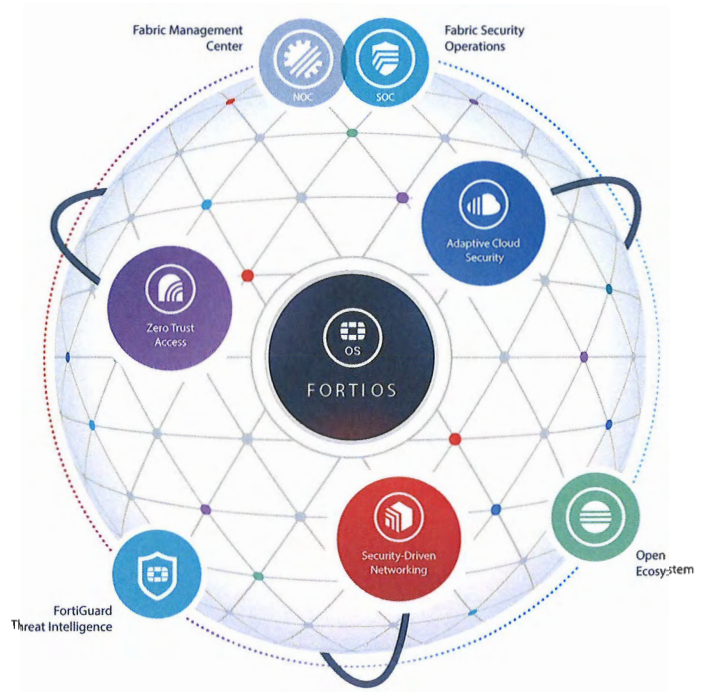 Fabric Management
Center
Fabric Security
Operations
NOC
SOC
Adaptive Cloud
Security
Zero Trust
Access
OS
FORTIOS
Security-Driven
Networking
Open
Ecosystem
FortiGuard
Threat Intelligence